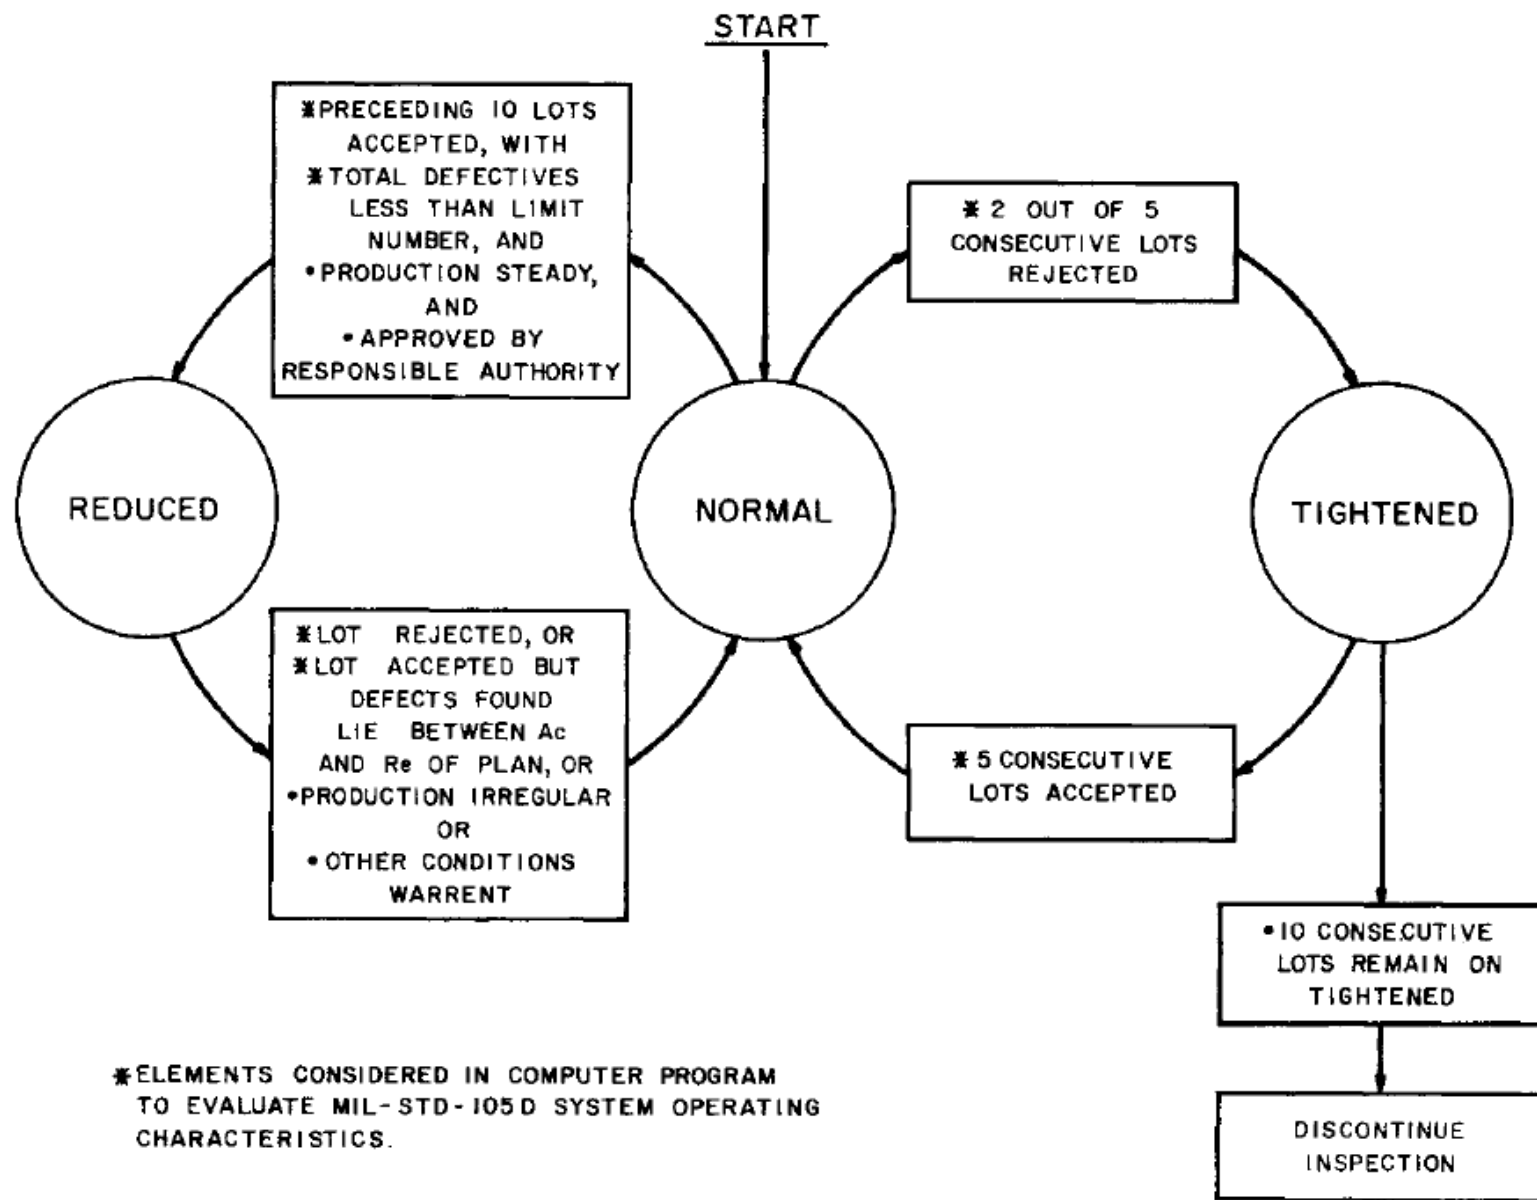 START
*PRECEEDING 10 LOTS
ACCEPTED, WITH
*TOTAL DEFECTIVES
LESS THAN LIMIT
NUMBER, AND
•PRODUCTION STEADY,
AND
•APPROVED BY
RESPONSIBLE AUTHORITY
*2 OUT OF 5
CONSECUTIVE LOTS
REJECTED
REDUCED
NORMAL
TIGHTENED
*LOT REJECTED, OR
*LOT ACCEPTED BUT
DEFECTS FOUND
LIE BETWEEN Ac
AND Re OF PLAN, OR
•PRODUCTION IRREGULAR
OR
•OTHER CONDITIONS
WARRENT
*5 CONSECUTIVE
LOTS ACCEPTED
•10 CONSECUTIVE
LOTS REMAIN ON
TIGHTENED
DISCONTINUE
INSPECTION
*ELEMENTS CONSIDERED IN COMPUTER PROGRAM
TO EVALUATE MIL-STD-105D SYSTEM OPERATING
CHARACTERISTICS.